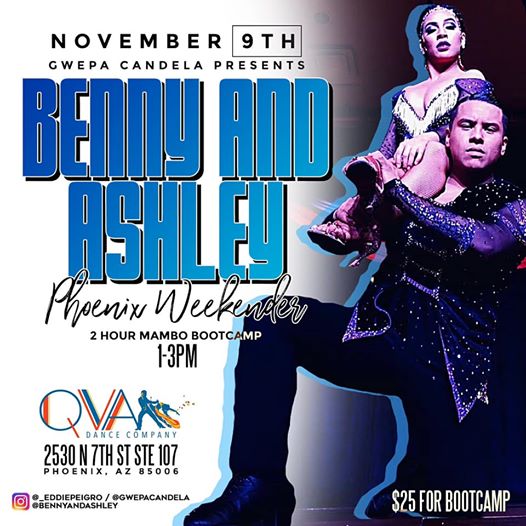 NOVEMBER 9TH
GWEPA CANDELA PRESENTS
BENNY AND
ASHLEY
Phoenix Weekender
2 HOUR MAMBO BOOTCAMP
1-3PM
QVA
DANCE COMPANY
2530 N 7TH ST STE 107
PHOENIX, AZ 85006
@_EDDIEPEIGRO / @GWEPACANDELA
@BENNYANDASHLEY
$25 FOR BOOTCAMP